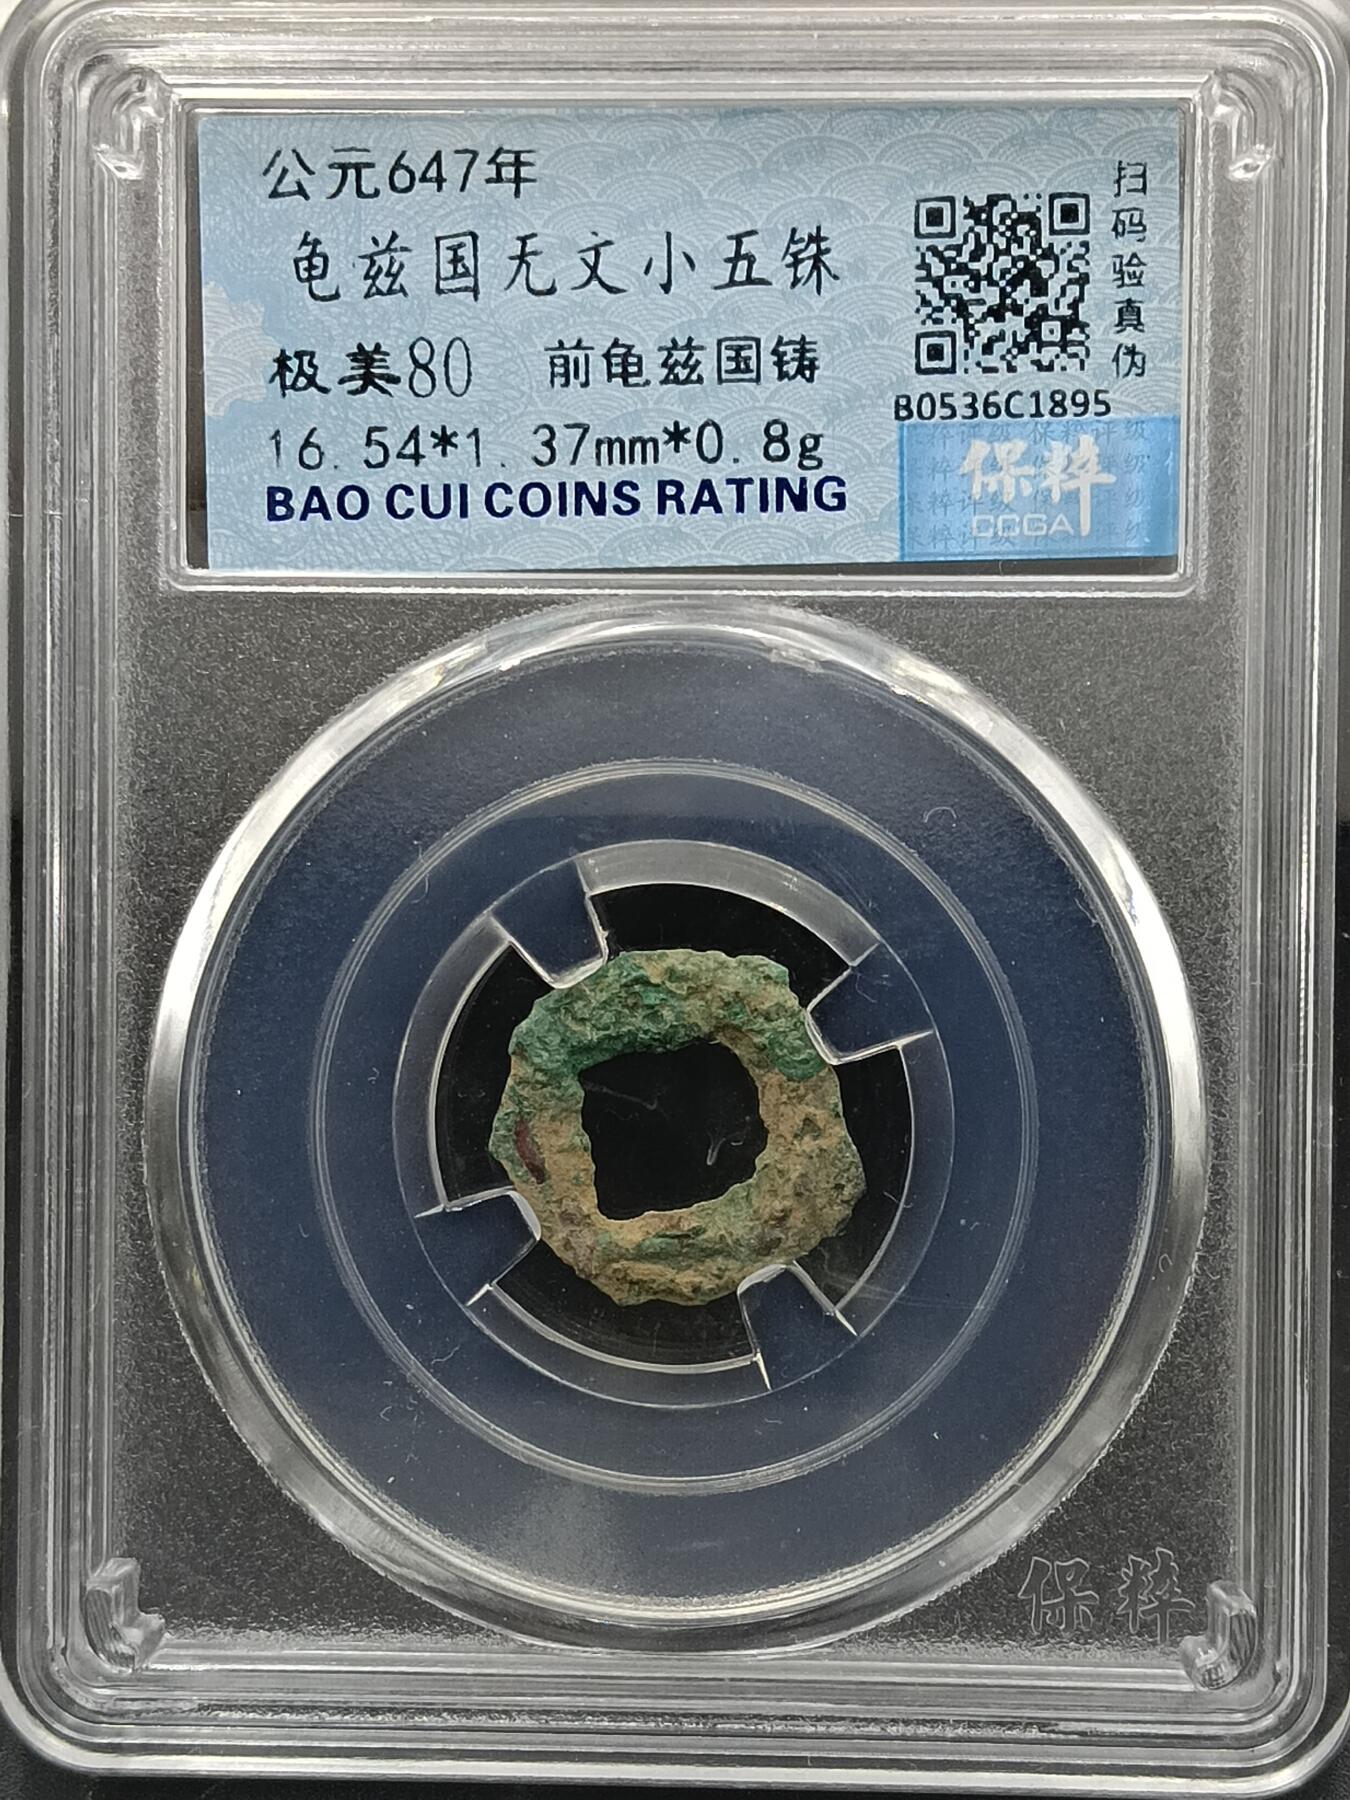 公元647年
龟兹国无文小五铢
极美80 前龟兹国铸
16.54*1.37mm*0.8g
BAO CUI COINS RATING
扫码验真伪
B0536C1895
保粹
CCGA
保粹